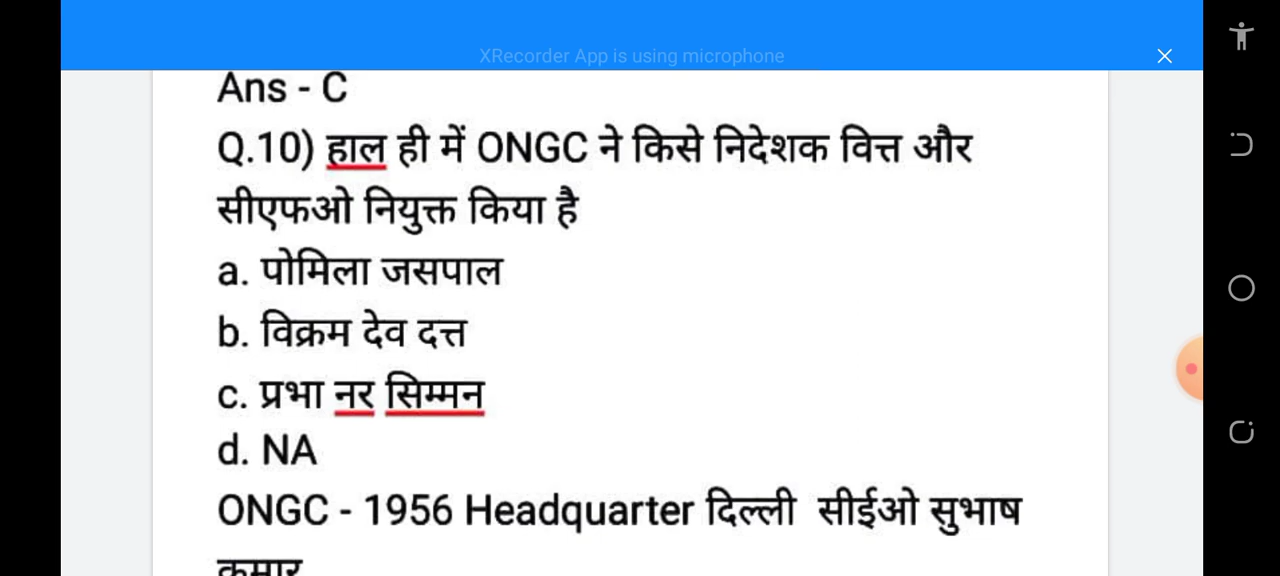 XRecorder App is using microphone
Ans - C
Q.10) हाल ही में ONGC ने किसे निदेशक वित्त और
सीएफओ नियुक्त किया है
a. पोमिला जसपाल
b. विक्रम देव दत्त
c. प्रभा नर सिम्मन
d. NA
ONGC - 1956 Headquarter दिल्ली सीईओ सुभाष
कुमार